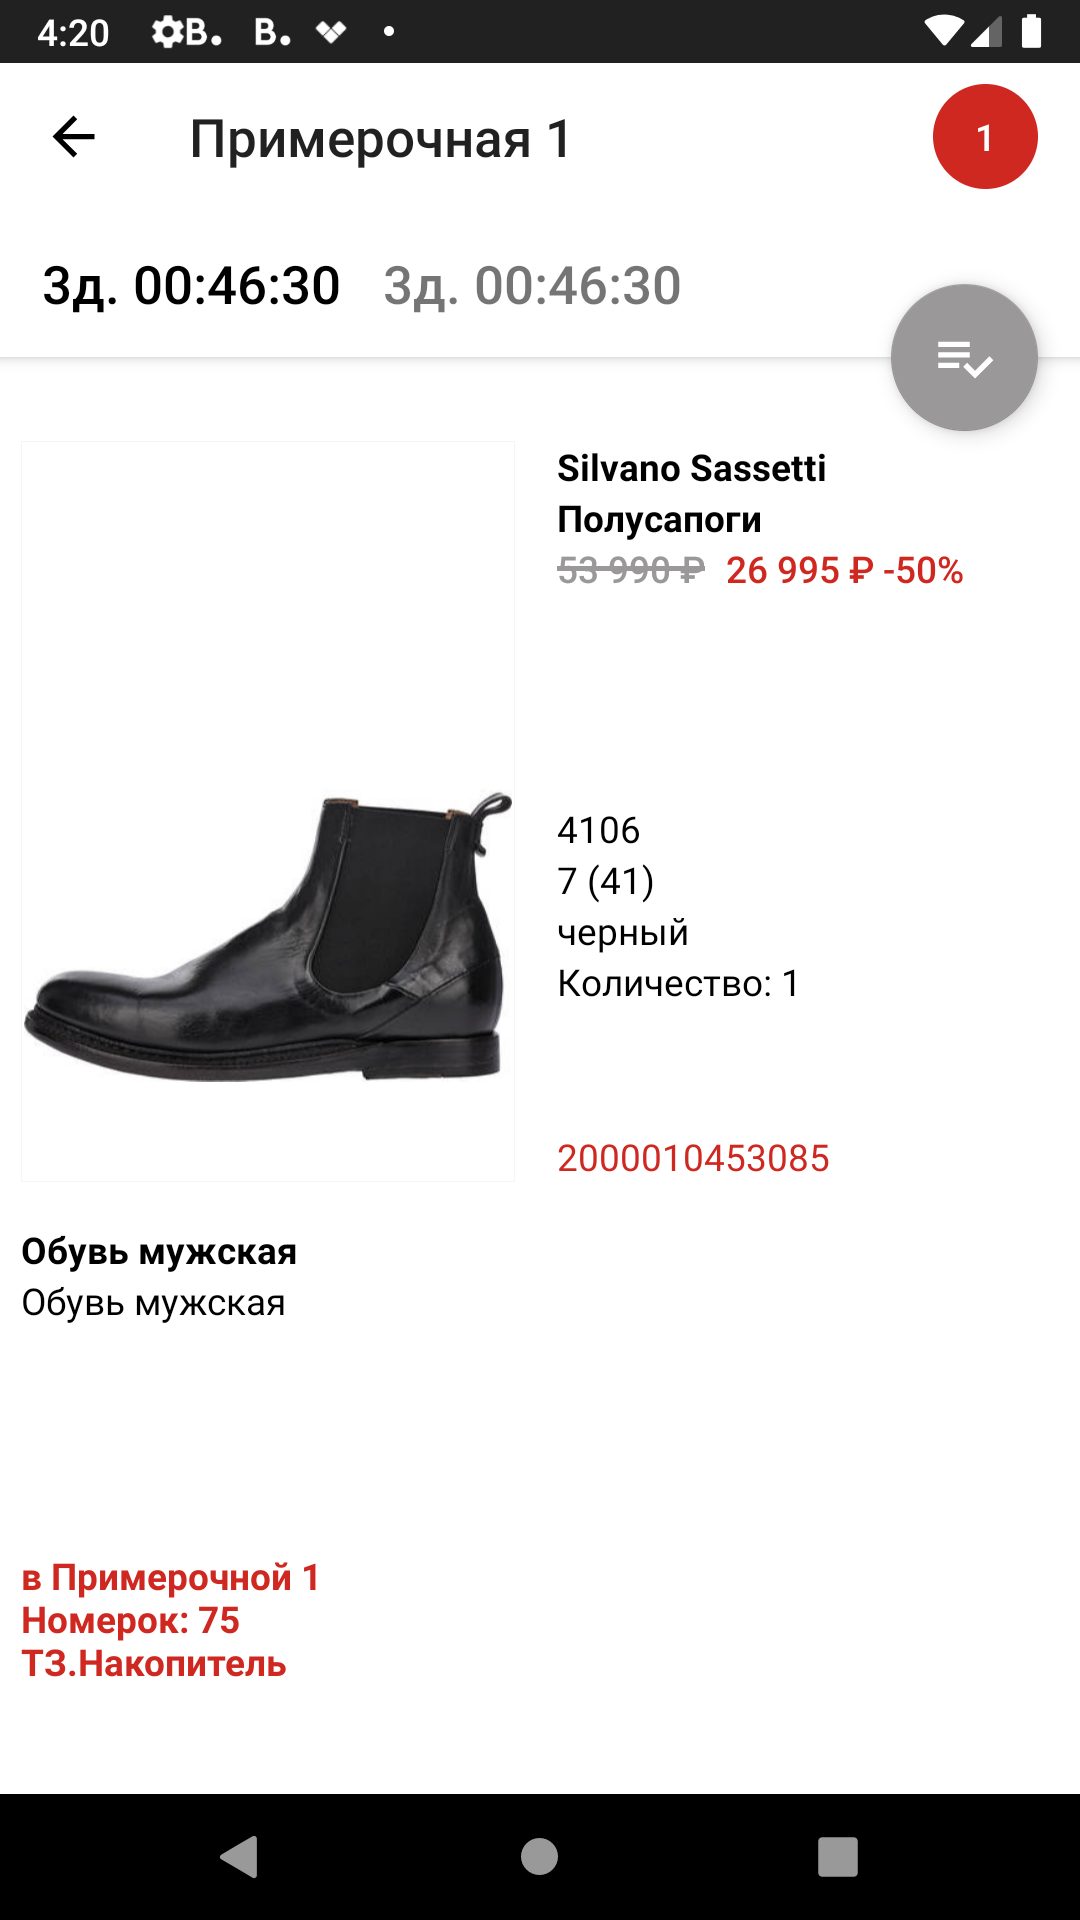 4:20 B. B.
Примерочная 1
1
3д. 00:46:30 3д. 00:46:30
Silvano Sassetti
Полусапоги
53 990 ₽ 26 995 ₽ -50%
4106
7 (41)
черный
Количество: 1
2000010453085
Обувь мужская
Обувь мужская
в Примерочной 1
Номерок: 75
ТЗ.Накопитель